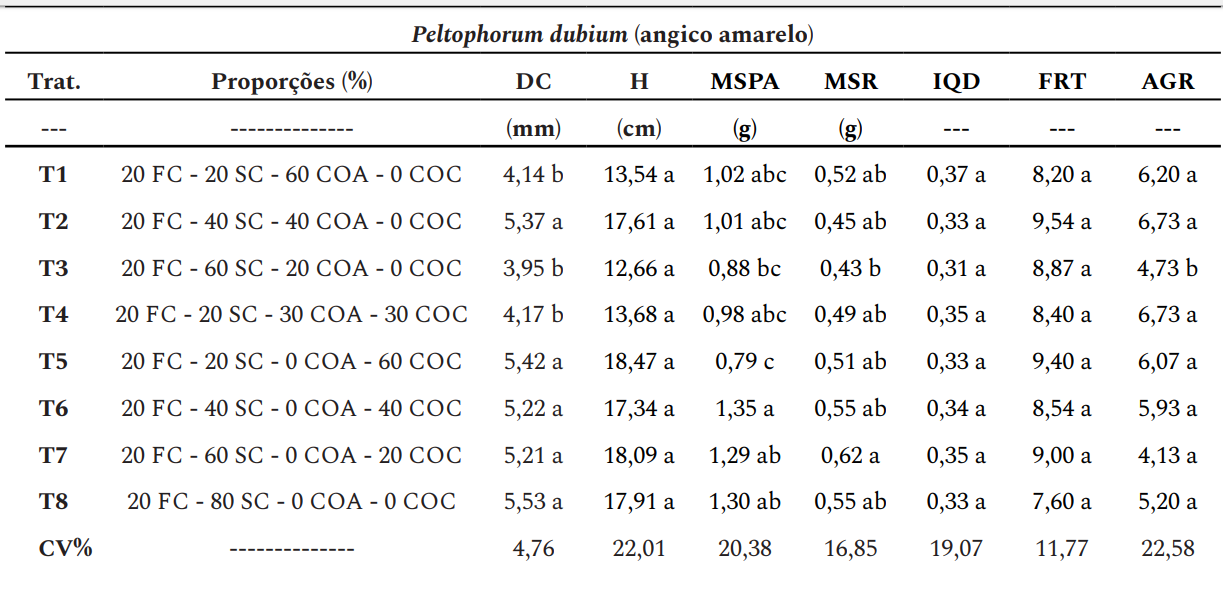 Peltophorum dubium (angico amarelo)
Trat. Proporções (%) DC H MSPA MSR IQD FRT AGR
--- -------------- (mm) (cm) (g) (g) --- --- ---
T1 20 FC - 20 SC - 60 COA - 0 COC 4,14 b 13,54 a 1,02 abc 0,52 ab 0,37 a 8,20 a 6,20 a
T2 20 FC - 40 SC - 40 COA - 0 COC 5,37 a 17,61 a 1,01 abc 0,45 ab 0,33 a 9,54 a 6,73 a
T3 20 FC - 60 SC - 20 COA - 0 COC 3,95 b 12,66 a 0,88 bc 0,43 b 0,31 a 8,87 a 4,73 b
T4 20 FC - 20 SC - 30 COA - 30 COC 4,17 b 13,68 a 0,98 abc 0,49 ab 0,35 a 8,40 a 6,73 a
T5 20 FC - 20 SC - 0 COA - 60 COC 5,42 a 18,47 a 0,79 c 0,51 ab 0,33 a 9,40 a 6,07 a
T6 20 FC - 40 SC - 0 COA - 40 COC 5,22 a 17,34 a 1,35 a 0,55 ab 0,34 a 8,54 a 5,93 a
T7 20 FC - 60 SC - 0 COA - 20 COC 5,21 a 18,09 a 1,29 ab 0,62 a 0,35 a 9,00 a 4,13 a
T8 20 FC - 80 SC - 0 COA - 0 COC 5,53 a 17,91 a 1,30 ab 0,55 ab 0,33 a 7,60 a 5,20 a
CV% -------------- 4,76 22,01 20,38 16,85 19,07 11,77 22,58